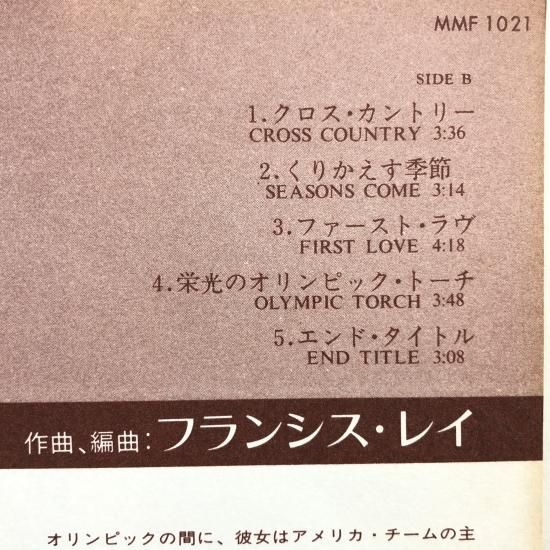 MMF 1021
SIDE B
1.クロス・カントリー
CROSS COUNTRY 3:36
2.くりかえす季節
SEASONS COME 3:14
3.ファースト・ラヴ
FIRST LOVE 4:18
4.栄光のオリンピック・トーチ
OLYMPIC TORCH 3:48
5.エンド・タイトル
END TITLE 3:08
作曲、編曲:フランシス・レイ
オリンピックの間に、彼女はアメリカ・チームの主